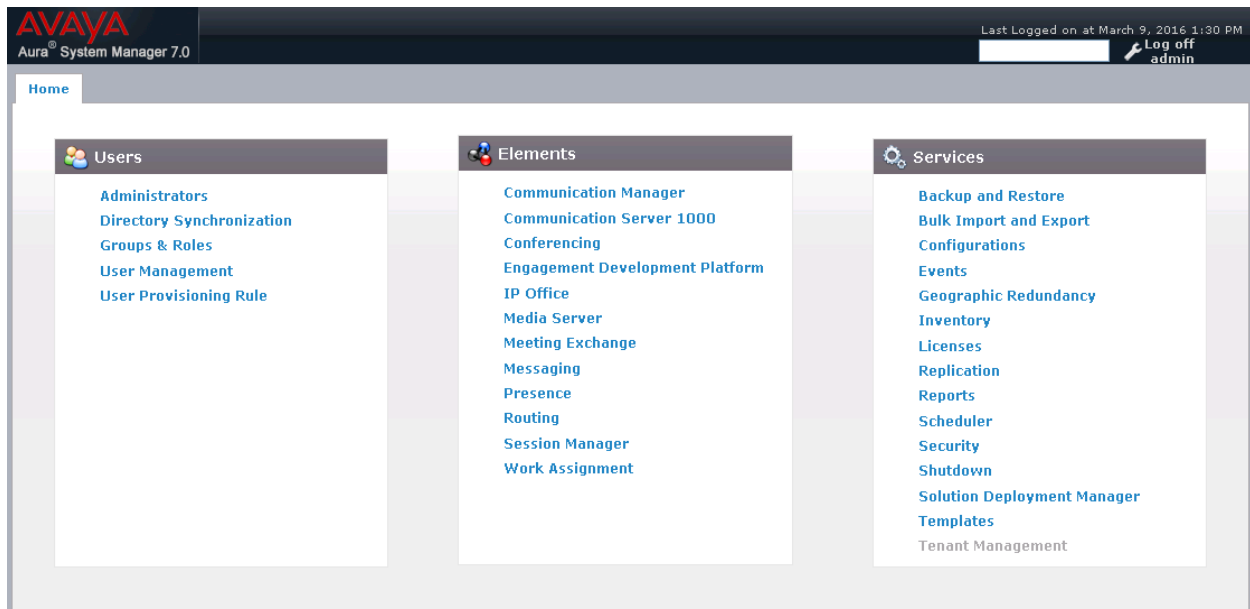 AVAYA
Aura® System Manager 7.0
Last Logged on at March 9, 2016 1:30 PM
Log off
admin
Home
Users
Administrators
Directory Synchronization
Groups & Roles
User Management
User Provisioning Rule
Elements
Communication Manager
Communication Server 1000
Conferencing
Engagement Development Platform
IP Office
Media Server
Meeting Exchange
Messaging
Presence
Routing
Session Manager
Work Assignment
Services
Backup and Restore
Bulk Import and Export
Configurations
Events
Geographic Redundancy
Inventory
Licenses
Replication
Reports
Scheduler
Security
Shutdown
Solution Deployment Manager
Templates
Tenant Management